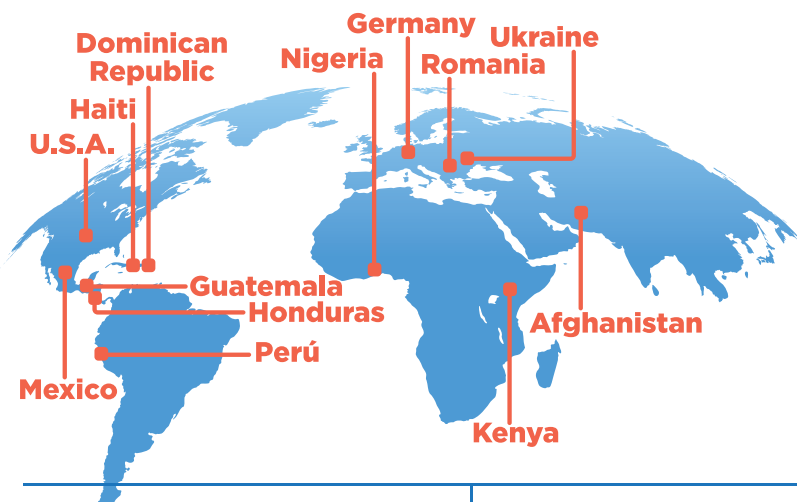 Germany
Ukraine
Dominican
Republic
Nigeria
Romania
Haiti
U.S.A.
Guatemala
Honduras
Afghanistan
Perú
Mexico
Kenya